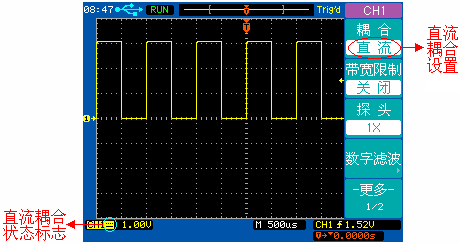 08:47
RUN
T
Trig'd
CH1
耦 合
直 流
带宽限制
关 闭
探 头
1X
数字滤波
-更多-
1/2
直流
耦合
设置
T
1
直流耦合
状态标志
CH1
1.00V
M 500us
CH1
1.52V
0.0000s